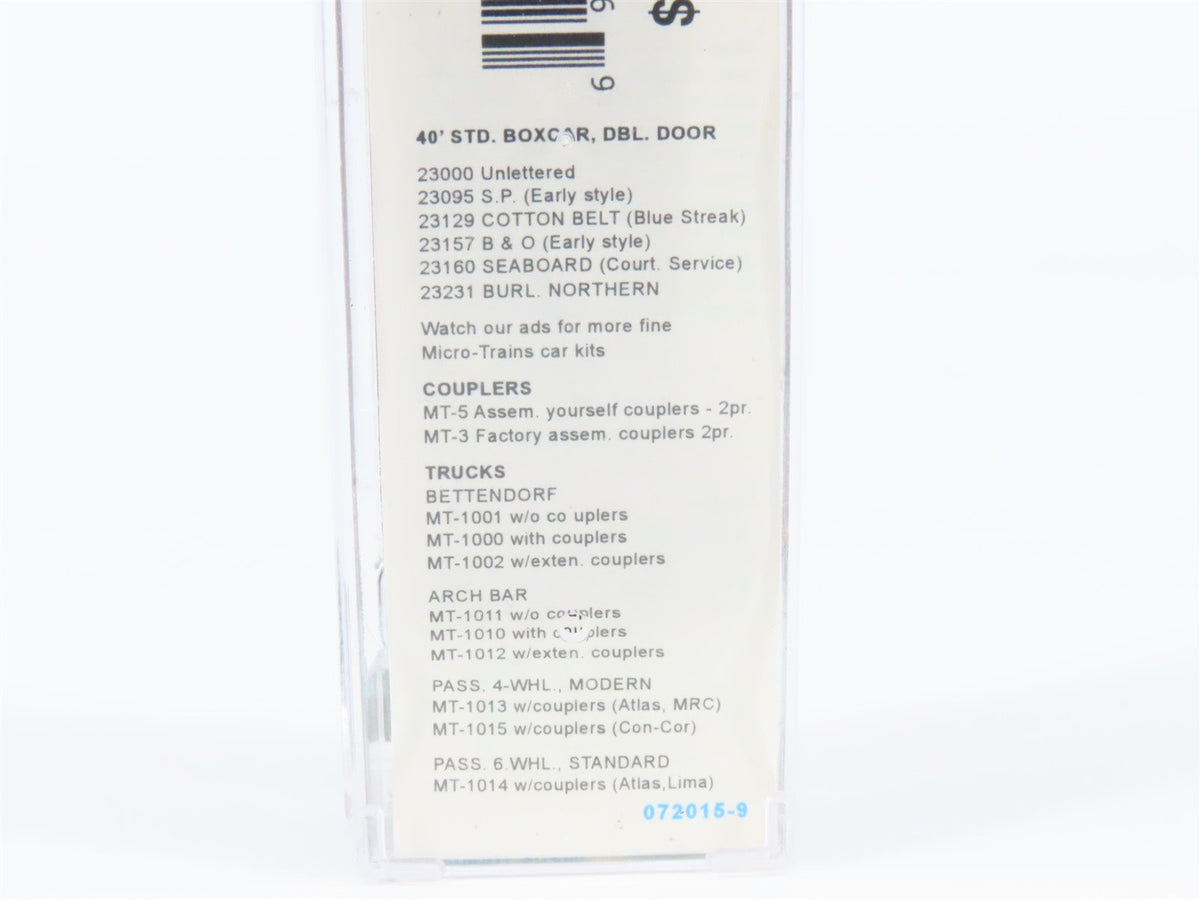 $
6
9
40' STD. BOXCAR, DBL. DOOR
23000 Unlettered
23095 S.P. (Early style)
23129 COTTON BELT (Blue Streak)
23157 B & O (Early style)
23160 SEABOARD (Court. Service)
23231 BURL. NORTHERN
Watch our ads for more fine
Micro-Trains car kits
COUPLERS
MT-5 Assem. yourself couplers - 2pr.
MT-3 Factory assem. couplers 2pr.
TRUCKS
BETTENDORF
MT-1001 w/o co uplers
MT-1000 with couplers
MT-1002 w/exten. couplers
ARCH BAR
MT-1011 w/o couplers
MT-1010 with couplers
MT-1012 w/exten. couplers
PASS. 4-WHL., MODERN
MT-1013 w/couplers (Atlas, MRC)
MT-1015 w/couplers (Con-Cor)
PASS. 6.WHL., STANDARD
MT-1014 w/couplers (Atlas,Lima)
072015-9